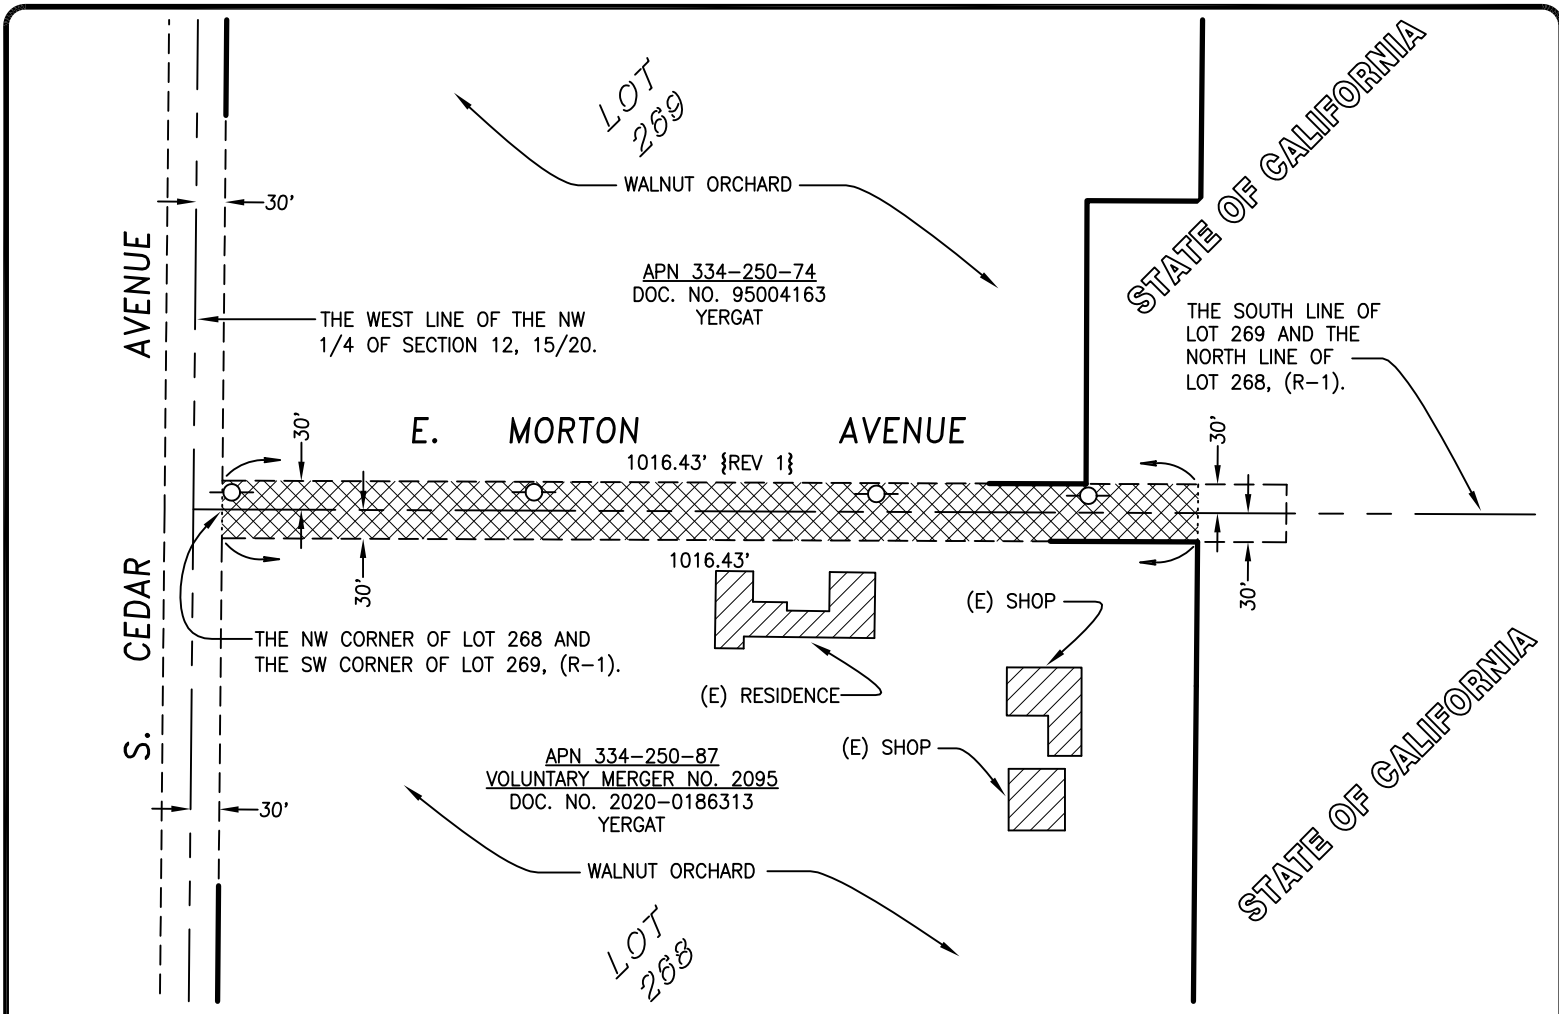 LOT
269
STATE OF CALIFORNIA
WALNUT ORCHARD
30'
AVENUE
APN 334-250-74
DOC. NO. 95004163
YERGAT
THE WEST LINE OF THE NW
1/4 OF SECTION 12, 15/20.
THE SOUTH LINE OF
LOT 269 AND THE
NORTH LINE OF
LOT 268, (R-1).
30'
E. MORTON AVENUE
30'
1016.43' {REV 1}
1016.43'
30'
30'
S. CEDAR
THE NW CORNER OF LOT 268 AND
THE SW CORNER OF LOT 269, (R-1).
(E) SHOP
(E) RESIDENCE
(E) SHOP
APN 334-250-87
VOLUNTARY MERGER NO. 2095
DOC. NO. 2020-0186313
YERGAT
30'
WALNUT ORCHARD
STATE OF CALIFORNIA
LOT
268